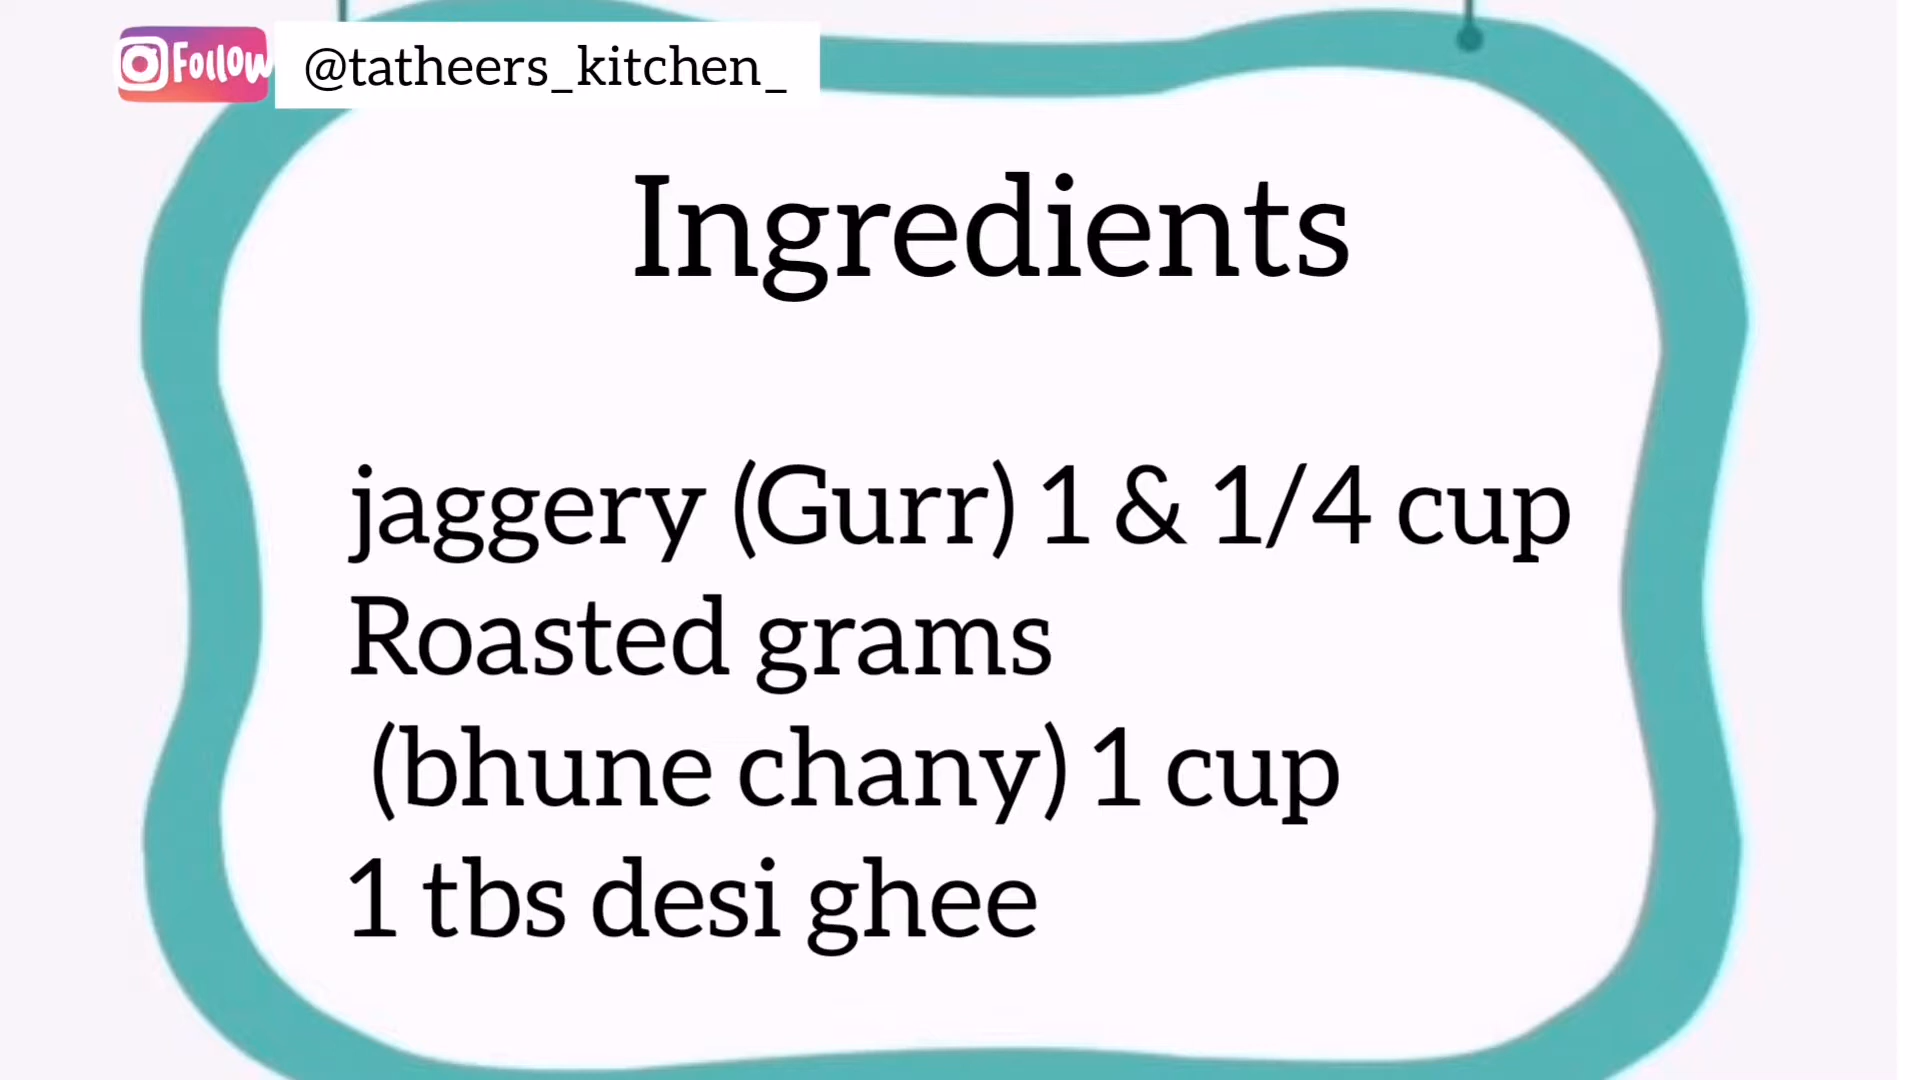 Follow @tatheers_kitchen_
Ingredients
jaggery (Gurr) 1 & 1/4 cup
Roasted grams
(bhune chany) 1 cup
1 tbs desi ghee